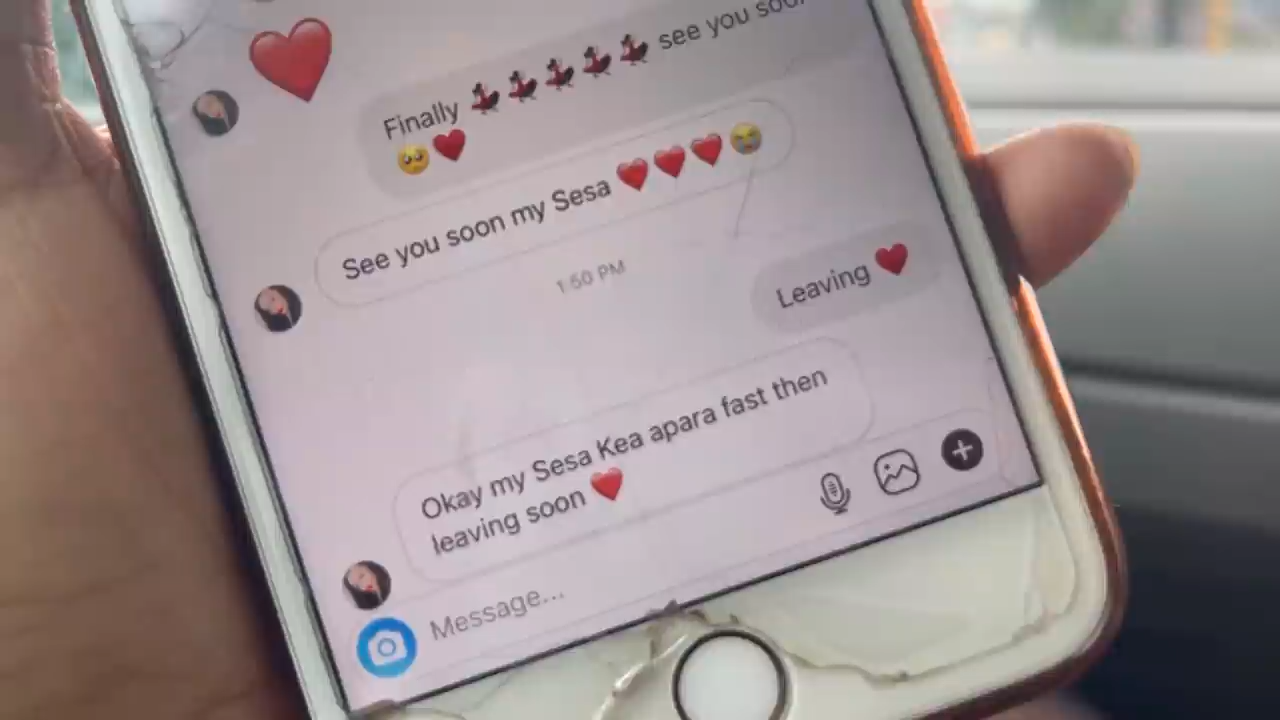 Finally 💃💃💃💃💃 see you soon
🥺❤️
See you soon my Sesa ❤️❤️❤️😭
1:50 PM
Leaving ❤️
Okay my Sesa Kea apara fast then
leaving soon ❤️
Message...